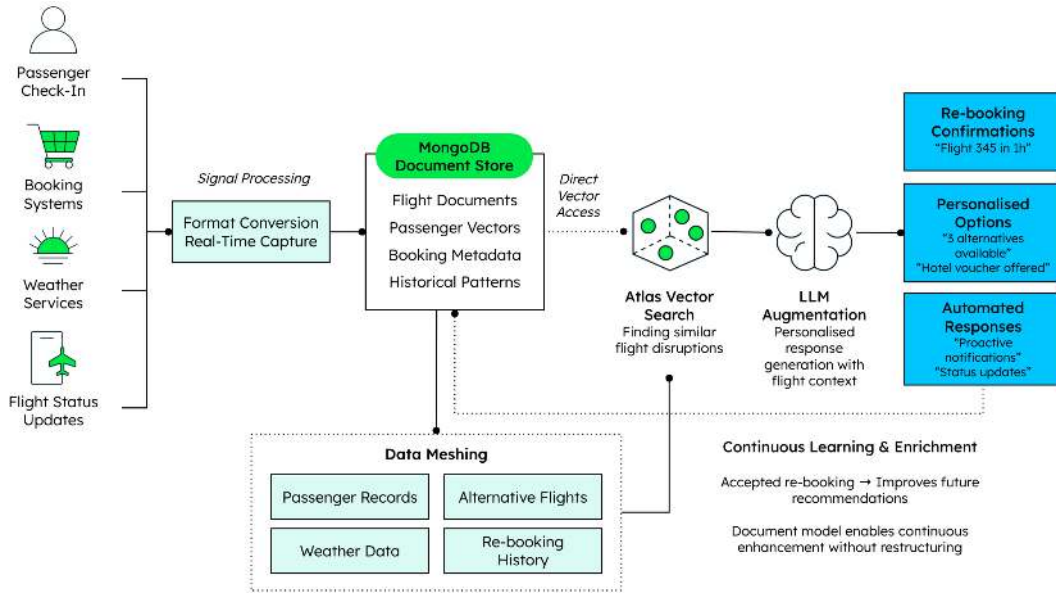 Passenger
Check-In
Booking
Systems
Weather
Services
Flight Status
Updates
Signal Processing
Format Conversion
Real-Time Capture
MongoDB
Document Store
Flight Documents
Passenger Vectors
Booking Metadata
Historical Patterns
Direct
Vector
Access
Atlas Vector
Search
Finding similar
flight disruptions
LLM
Augmentation
Personalised
response
generation with
flight context
Re-booking
Confirmations
“Flight 345 in 1h”
Personalised
Options
“3 alternatives
available”
“Hotel voucher offered”
Automated
Responses
“Proactive
notifications”
“Status updates”
Data Meshing
Passenger Records
Alternative Flights
Weather Data
Re-booking
History
Continuous Learning & Enrichment
Accepted re-booking → Improves future
recommendations
Document model enables continuous
enhancement without restructuring